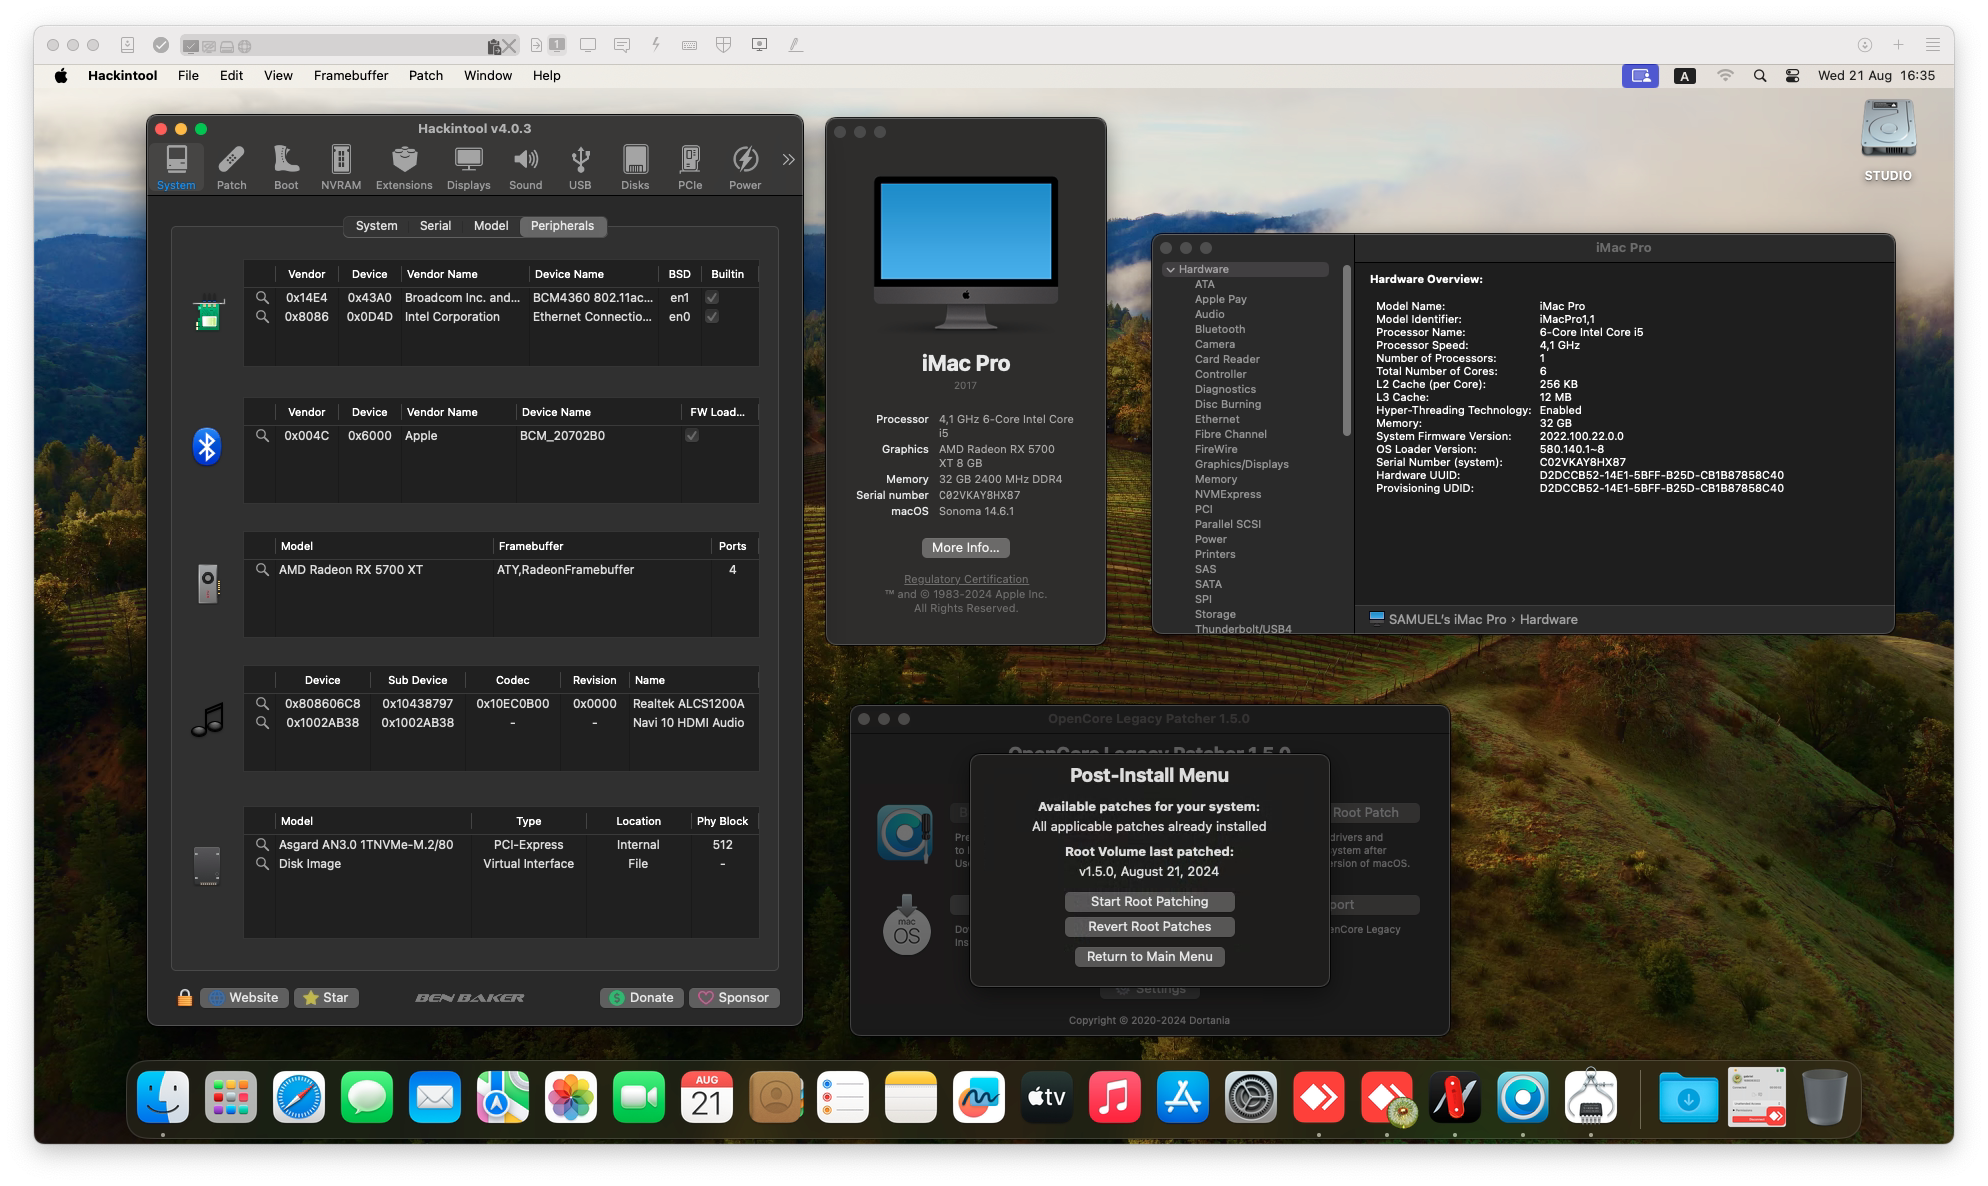 1
Hackintool File Edit View Framebuffer Patch Window Help
A
Wed 21 Aug 16:35
STUDIO
Hackintool v4.0.3
System Patch Boot NVRAM Extensions Displays Sound USB Disks PCIe Power
System Serial Model Peripherals
Vendor Device Vendor Name Device Name BSD Builtin
0x14E4 0x43A0 Broadcom Inc. and... BCM4360 802.11ac... en1
0x8086 0x0D4D Intel Corporation Ethernet Connectio... en0
Vendor Device Vendor Name Device Name FW Load...
0x004C 0x6000 Apple BCM_20702B0
Model Framebuffer Ports
AMD Radeon RX 5700 XT ATY,RadeonFramebuffer 4
Device Sub Device Codec Revision Name
0x808606C8 0x10438797 0x10EC0B00 0x0000 Realtek ALCS1200A
0x1002AB38 0x1002AB38 - - Navi 10 HDMI Audio
Model Type Location Phy Block
Asgard AN3.0 1TNVMe-M.2/80 PCI-Express Internal 512
Disk Image Virtual Interface File -
Website Star BEN BAKER Donate Sponsor
iMac Pro
2017
Processor 4,1 GHz 6-Core Intel Core
i5
Graphics AMD Radeon RX 5700
XT 8 GB
Memory 32 GB 2400 MHz DDR4
Serial number C02VKAY8HX87
macOS Sonoma 14.6.1
More Info...
Regulatory Certification
™ and © 1983-2024 Apple Inc.
All Rights Reserved.
iMac Pro
Hardware
ATA
Apple Pay
Audio
Bluetooth
Camera
Card Reader
Controller
Diagnostics
Disc Burning
Ethernet
Fibre Channel
FireWire
Graphics/Displays
Memory
NVMExpress
PCI
Parallel SCSI
Power
Printers
SAS
SATA
SPI
Storage
Thunderbolt/USB4
Hardware Overview:
Model Name: iMac Pro
Model Identifier: iMacPro1,1
Processor Name: 6-Core Intel Core i5
Processor Speed: 4,1 GHz
Number of Processors: 1
Total Number of Cores: 6
L2 Cache (per Core): 256 KB
L3 Cache: 12 MB
Hyper-Threading Technology: Enabled
Memory: 32 GB
System Firmware Version: 2022.100.22.0.0
OS Loader Version: 580.140.1~8
Serial Number (system): C02VKAY8HX87
Hardware UUID: D2DCCB52-14E1-5BFF-B25D-CB1B87858C40
Provisioning UDID: D2DCCB52-14E1-5BFF-B25D-CB1B87858C40
SAMUEL's iMac Pro › Hardware
OpenCore Legacy Patcher 1.5.0
OpenCore Legacy Patcher 1.5.0
Post-Install Menu
Available patches for your system:
All applicable patches already installed
Root Volume last patched:
v1.5.0, August 21, 2024
Start Root Patching
Revert Root Patches
Return to Main Menu
Root Patch
drivers and
ystem after
ersion of macOS.
mac
OS
port
enCore Legacy
Settings
Copyright © 2020-2024 Dortania
AUG
21
tv